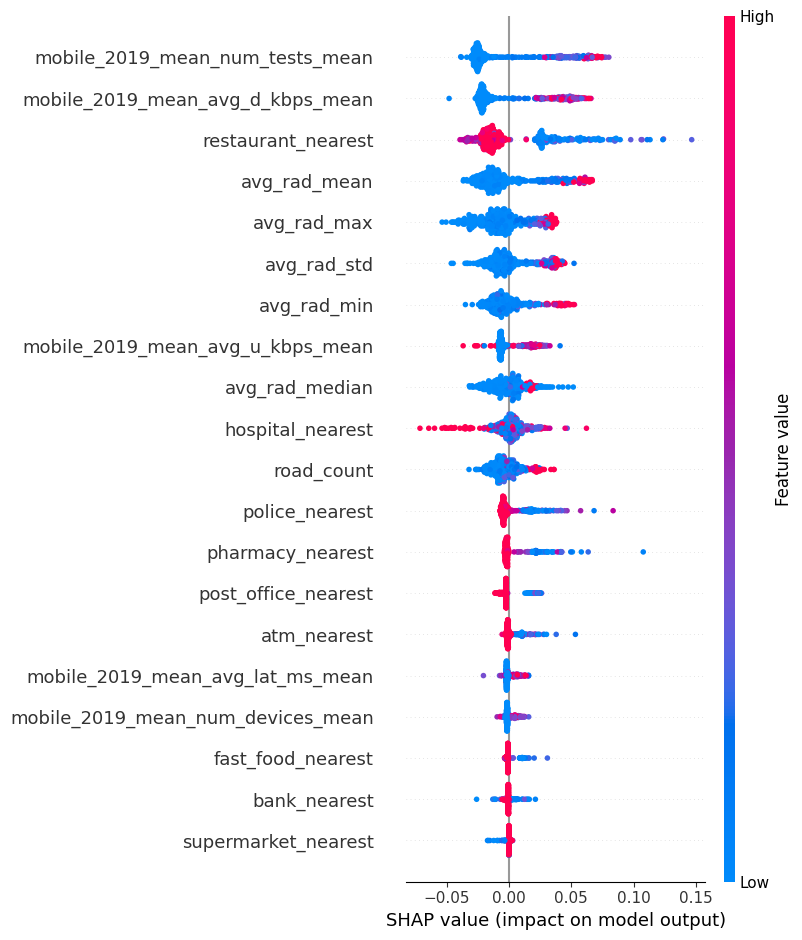 High
mobile_2019_mean_num_tests_mean
mobile_2019_mean_avg_d_kbps_mean
restaurant_nearest
avg_rad_mean
avg_rad_max
avg_rad_std
avg_rad_min
mobile_2019_mean_avg_u_kbps_mean
avg_rad_median
hospital_nearest
road_count
police_nearest
pharmacy_nearest
post_office_nearest
atm_nearest
mobile_2019_mean_avg_lat_ms_mean
mobile_2019_mean_num_devices_mean
fast_food_nearest
bank_nearest
supermarket_nearest
Feature value
Low
−0.05 0.00 0.05 0.10 0.15
SHAP value (impact on model output)